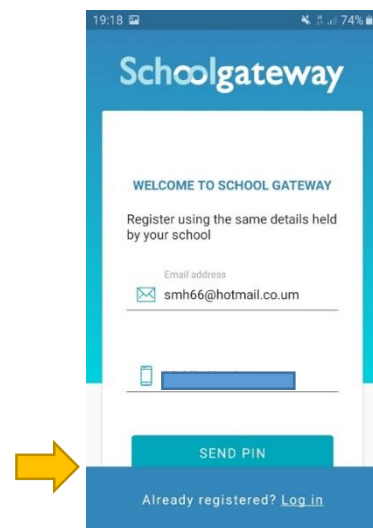 19:18 74%
Schoolgateway
WELCOME TO SCHOOL GATEWAY
Register using the same details held
by your school
Email address
smh66@hotmail.co.um
SEND PIN
Already registered? Log in